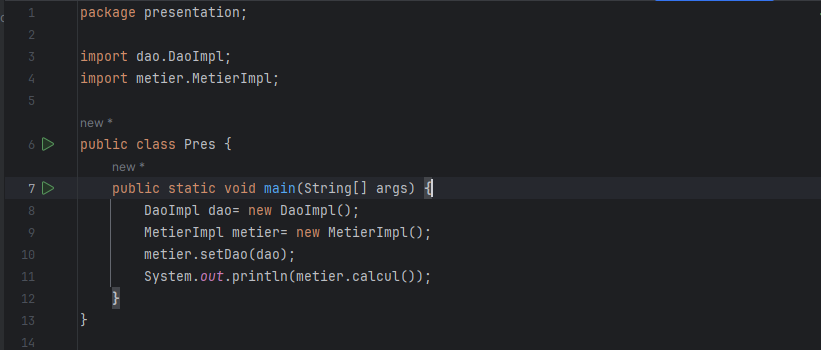 1 package presentation;
2
3 import dao.DaoImpl;
4 import metier.MetierImpl;
5
new *
6 public class Pres {
new *
7 public static void main(String[] args) {
8 DaoImpl dao= new DaoImpl();
9 MetierImpl metier= new MetierImpl();
10 metier.setDao(dao);
11 System.out.println(metier.calcul());
12 }
13 }
14